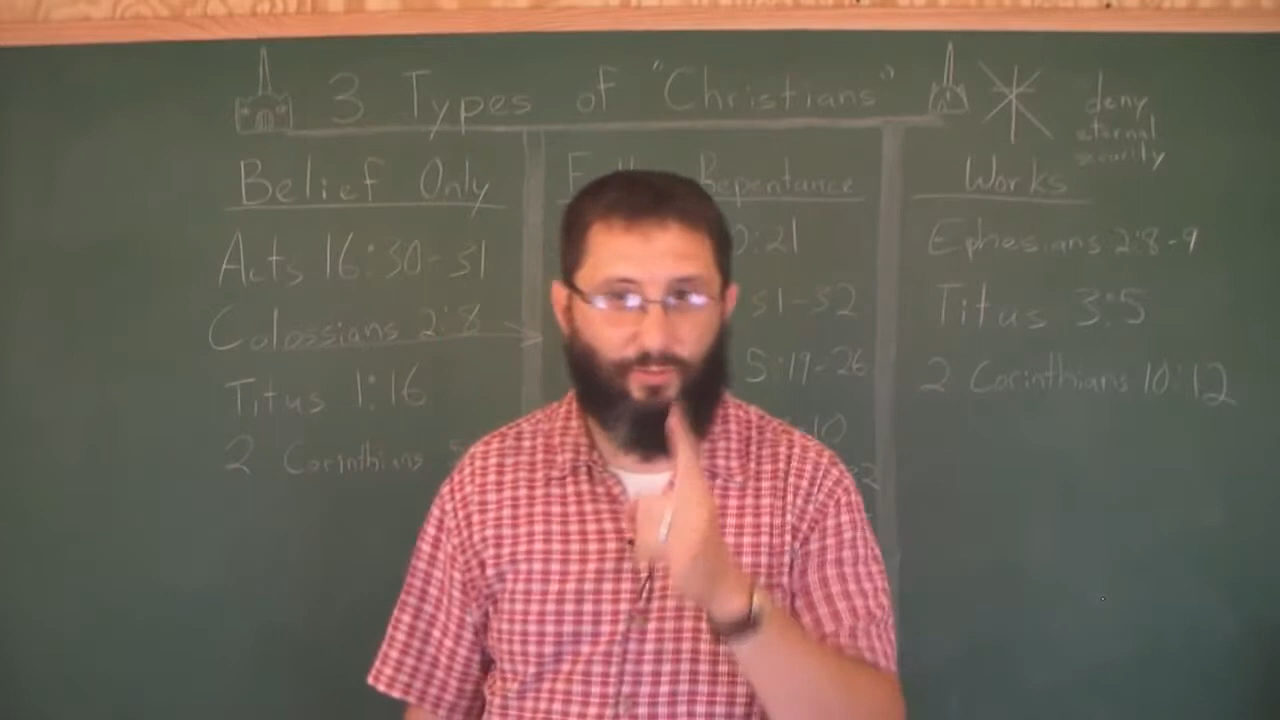 3 Types of "Christians"
deny
eternal
security
Belief Only
Repentance
Works
Acts 16:30-31
Colossians 2:8
Titus 1:16
2 Corinthians
:21
31-32
5:19-26
10
Ephesians 2:8-9
Titus 3:5
2 Corinthians 10:12